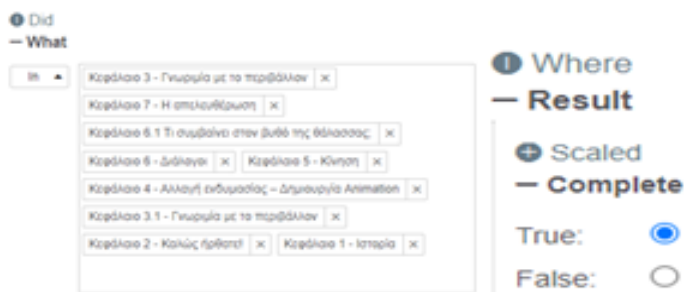 Did
— What
In
Κεφάλαιο 3 - Γνωριμία με το περιβάλλον ×
Κεφάλαιο 7 - Η απελευθέρωση ×
Κεφάλαιο 6.1 Τι συμβαίνει στον βυθό της θάλασσας; ×
Κεφάλαιο 6 - Διάλογοι × Κεφάλαιο 5 - Κίνηση ×
Κεφάλαιο 4 - Αλλαγή ενδυμασίας – Δημιουργία Animation ×
Κεφάλαιο 3.1 - Γνωριμία με το περιβάλλον ×
Κεφάλαιο 2 - Καλώς ήρθατε! × Κεφάλαιο 1 - Ιστορία ×
Where
— Result
Scaled
— Complete
True:
False: